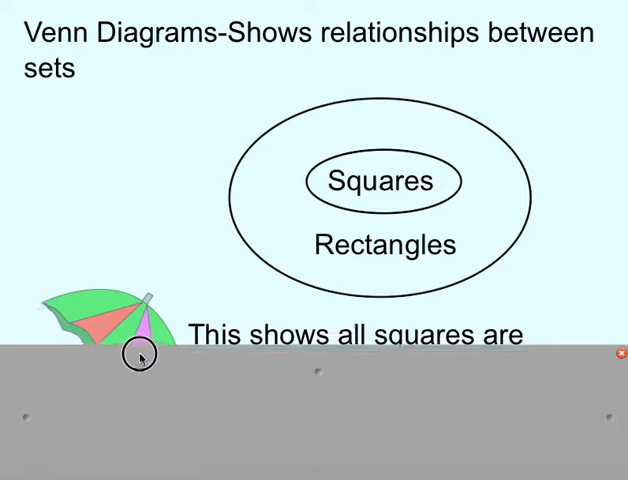 Venn Diagrams-Shows relationships between
sets
Squares
Rectangles
This shows all squares are